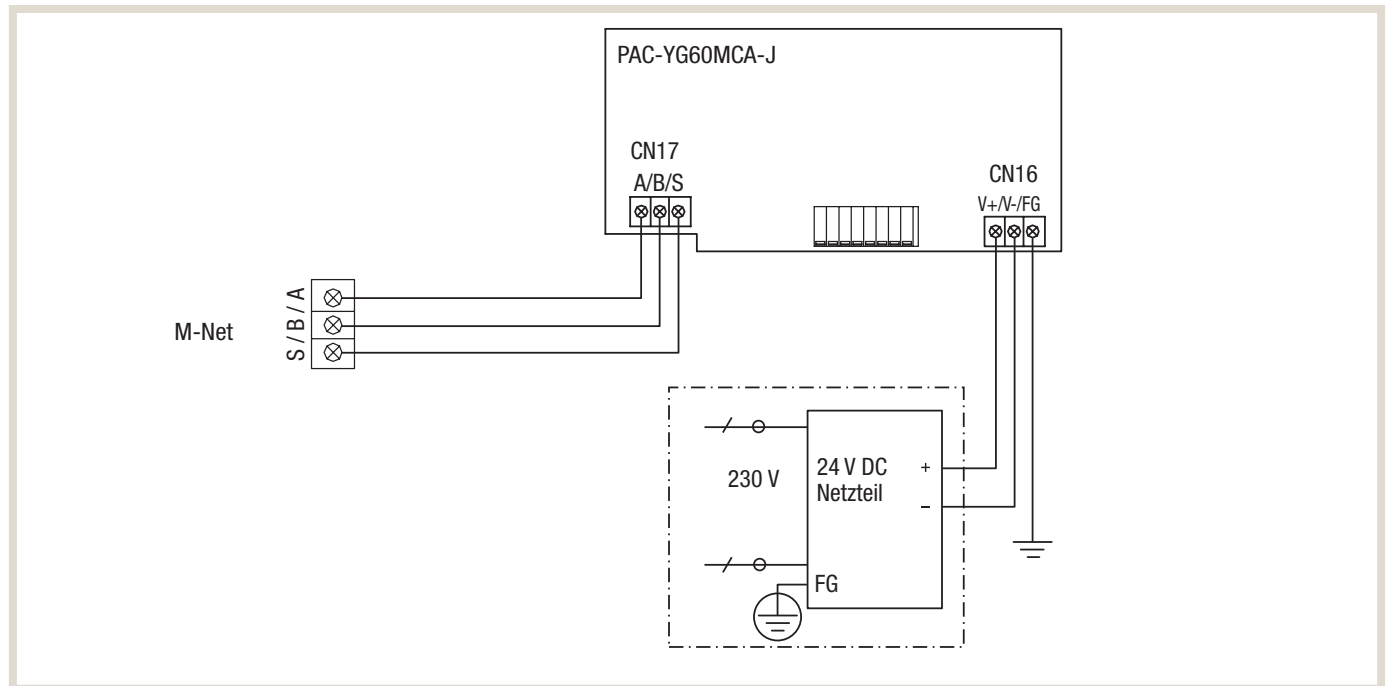 PAC-YG60MCA-J
CN17
A/B/S
CN16
V+/V-/FG
M-Net
S / B / A
230 V
24 V DC
Netzteil
+
–
FG